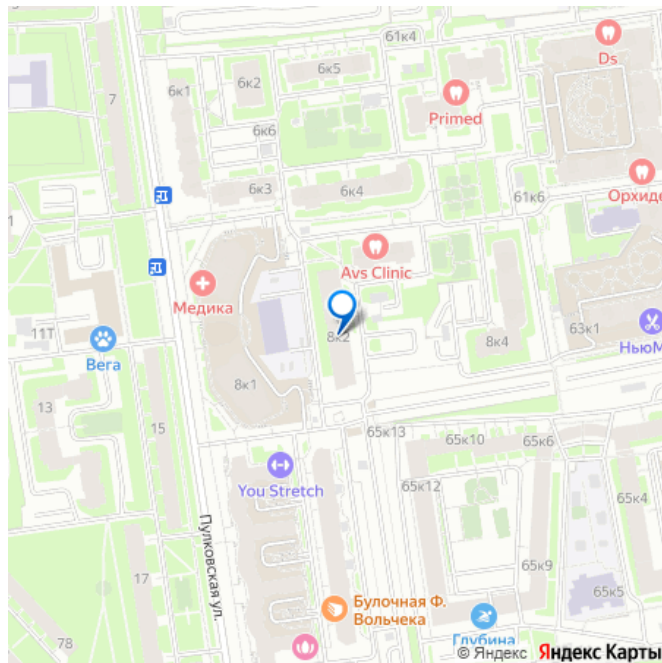 61к4
Ds
6к5
6к2
6к1
7
Primed
6к6
6к3
6к4
61к6
Орхиде
1
Avs Clinic
Медика
11Т
Вега
8к2
8к4
63к1
НьюМ
8к1
13
15
65к13
65к10
65к6
You Stretch
65к12
65к4
Пулковская ул.
17
65к9
65к5
Булочная Ф.
Вольчека
78
Глубина
© Яндекс Яндекс Карты